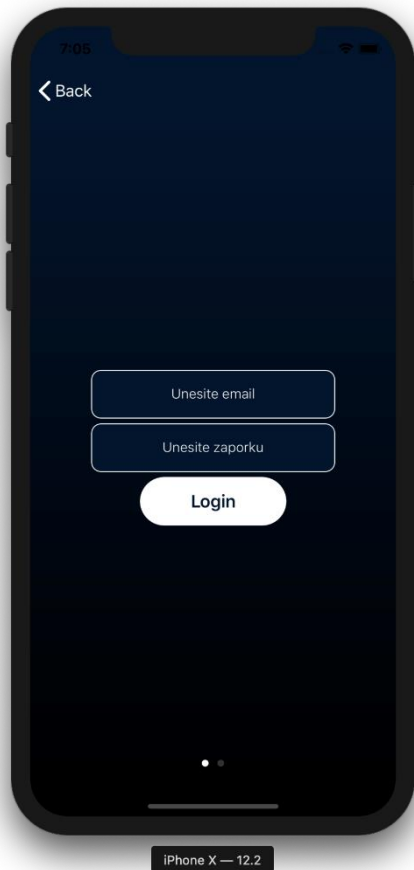 7:05
Back
Unesite email
Unesite zaporku
Login
iPhone X — 12.2